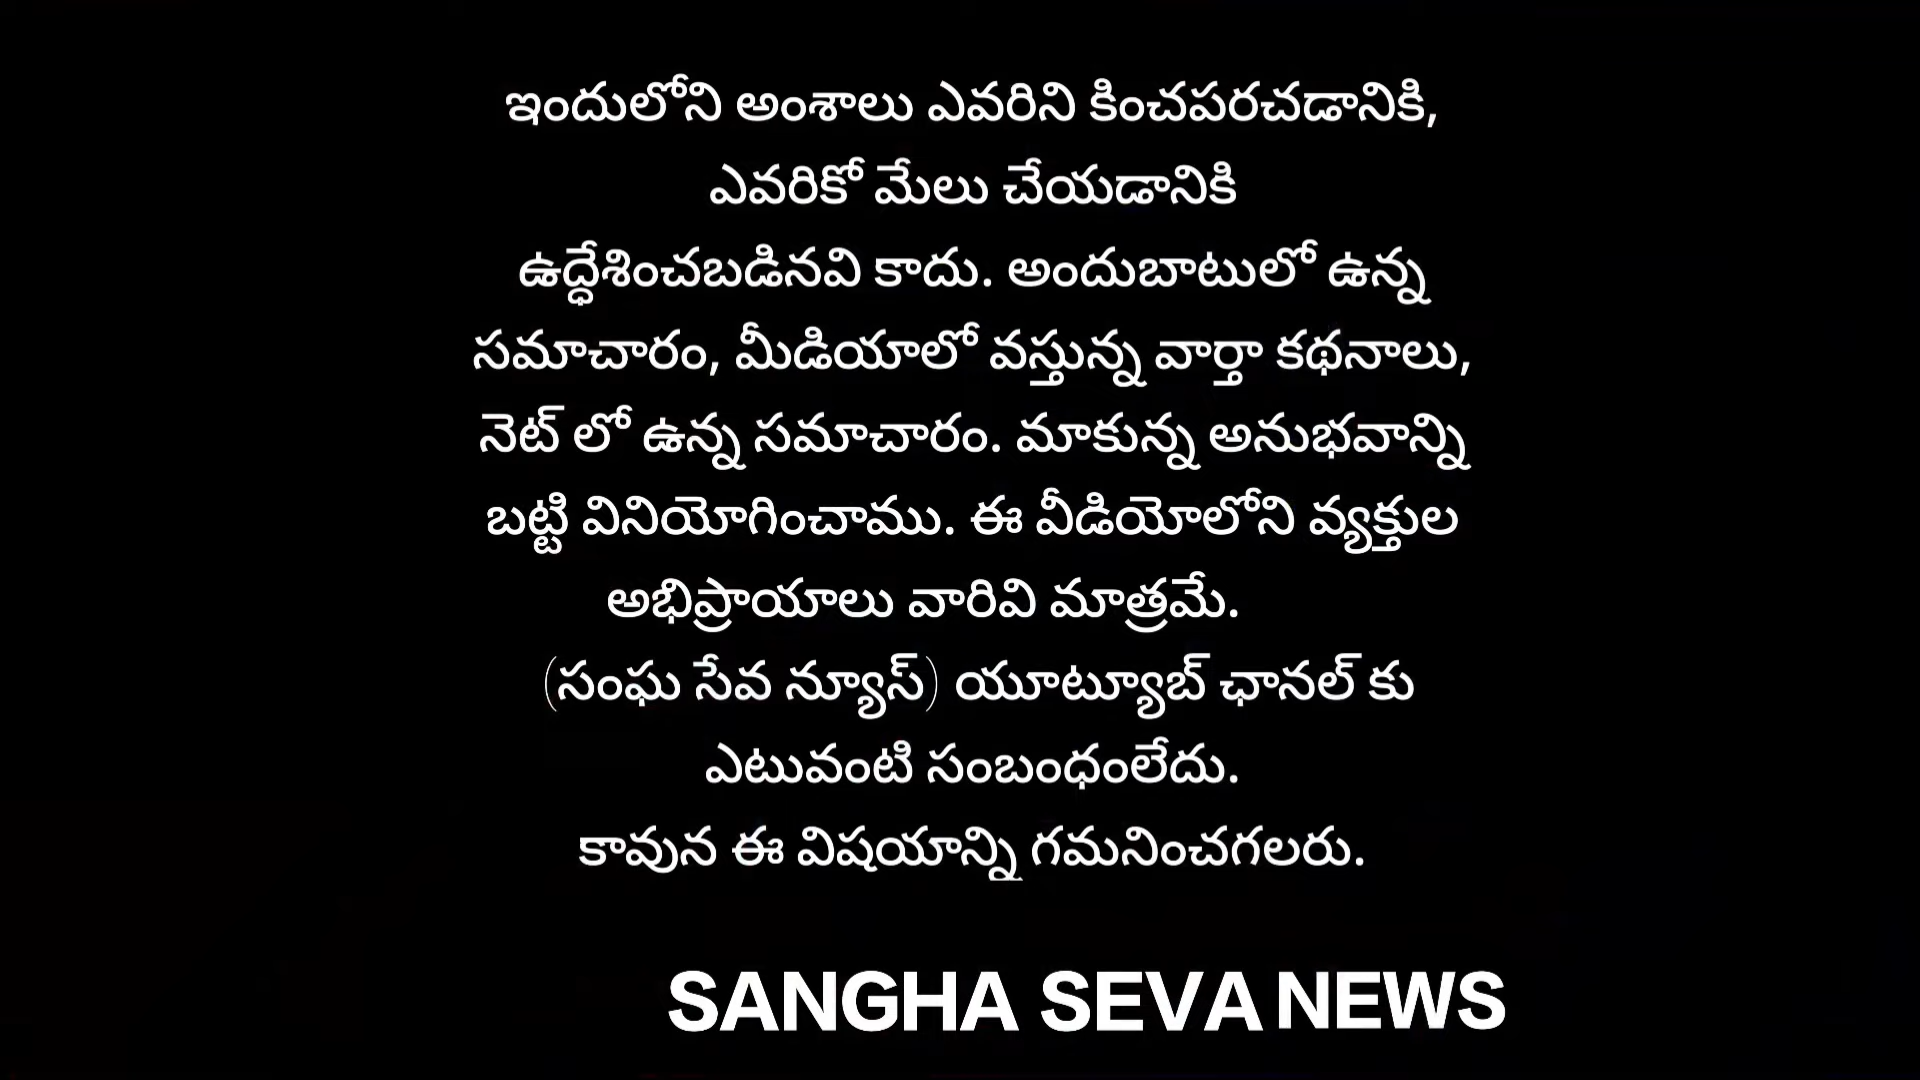 ఇందులోని అంశాలు ఎవరిని కించపరచడానికి,
ఎవరికో మేలు చేయడానికి
ఉద్ధేశించబడినవి కాదు. అందుబాటులో ఉన్న
సమాచారం, మీడియాలో వస్తున్న వార్తా కథనాలు,
నెట్ లో ఉన్న సమాచారం. మాకున్న అనుభవాన్ని
బట్టి వినియోగించాము. ఈ వీడియోలోని వ్యక్తుల
అభిప్రాయాలు వారివి మాత్రమే.
(సంఘ సేవ న్యూస్) యూట్యూబ్ ఛానల్ కు
ఎటువంటి సంబంధంలేదు.
కావున ఈ విషయాన్ని గమనించగలరు.
SANGHA SEVA NEWS